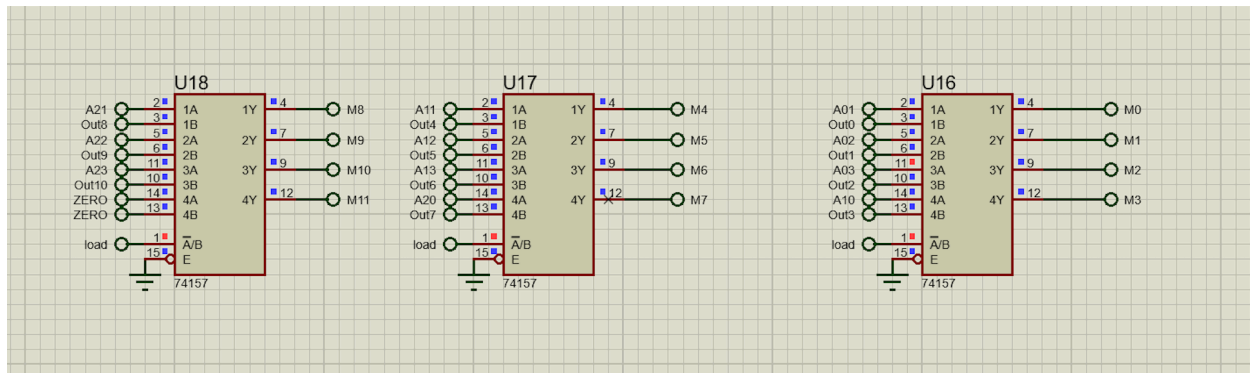 U18
A21 2 1A 1Y 4 M8
Out8 3 1B
A22 5 2A 2Y 7 M9
Out9 6 2B
A23 11 3A 3Y 9 M10
Out10 10 3B
ZERO 14 4A 4Y 12 M11
ZERO 13 4B
load 1 A/B
15 E
74157
U17
A11 2 1A 1Y 4 M4
Out4 3 1B
A12 5 2A 2Y 7 M5
Out5 6 2B
A13 11 3A 3Y 9 M6
Out6 10 3B
A20 14 4A 4Y 12 M7
Out7 13 4B
load 1 A/B
15 E
74157
U16
A01 2 1A 1Y 4 M0
Out0 3 1B
A02 5 2A 2Y 7 M1
Out1 6 2B
A03 11 3A 3Y 9 M2
Out2 10 3B
A10 14 4A 4Y 12 M3
Out3 13 4B
load 1 A/B
15 E
74157